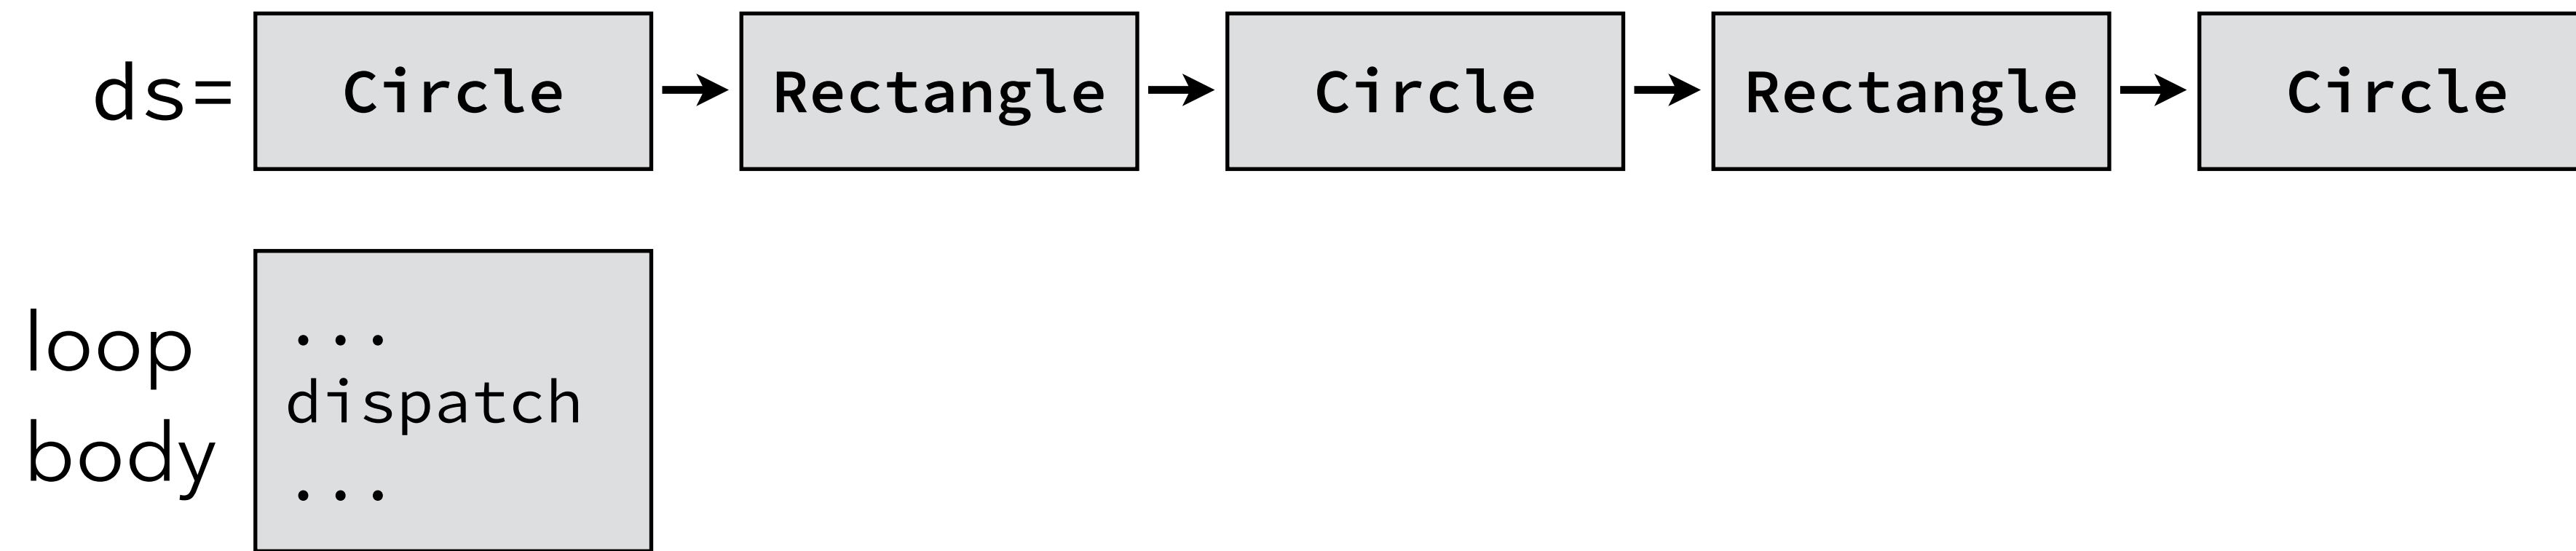 ds= Circle Rectangle Circle Rectangle Circle
loop
body
...
dispatch
...